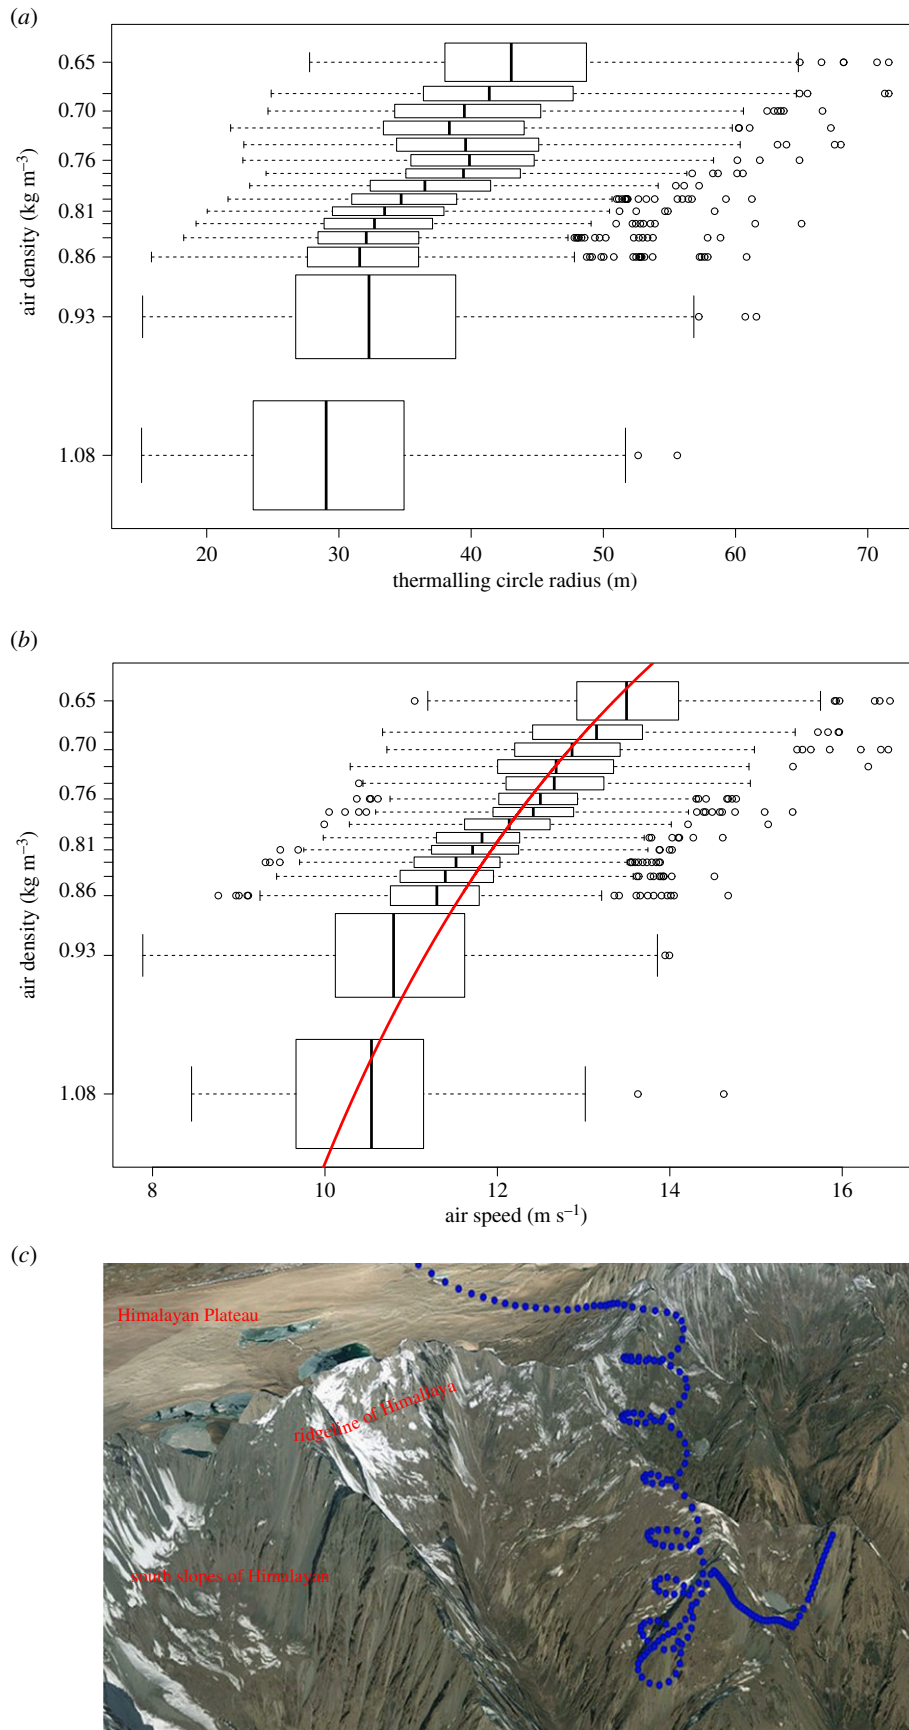 (a)
0.65
0.70
0.76
0.81
0.86
0.93
1.08
air density (kg m⁻³)
20 30 40 50 60 70
thermalling circle radius (m)
(b)
0.65
0.70
0.76
0.81
0.86
0.93
1.08
air density (kg m⁻³)
8 10 12 14 16
air speed (m s⁻¹)
(c)
Himalayan Plateau
ridgeline of Himallaya
south slopes of Himalayan